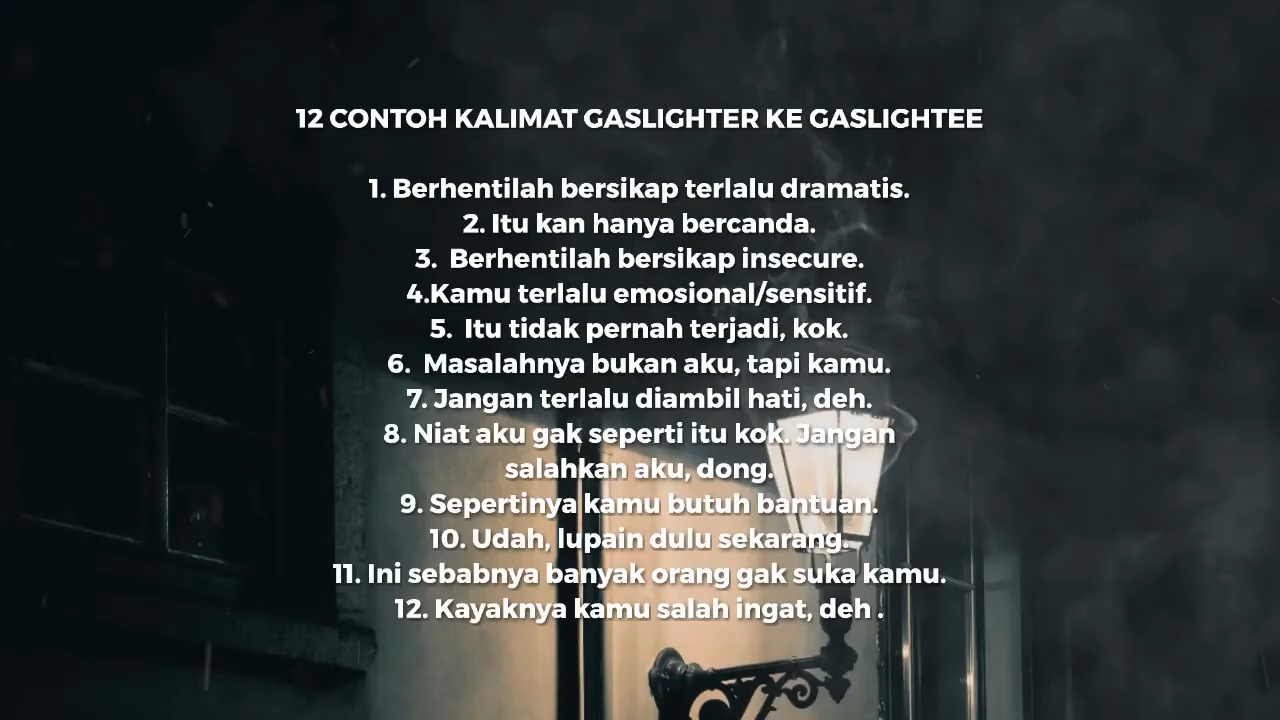 12 CONTOH KALIMAT GASLIGHTER KE GASLIGHTEE
1. Berhentilah bersikap terlalu dramatis.
2. Itu kan hanya bercanda.
3. Berhentilah bersikap insecure.
4.Kamu terlalu emosional/sensitif.
5. Itu tidak pernah terjadi, kok.
6. Masalahnya bukan aku, tapi kamu.
7. Jangan terlalu diambil hati, deh.
8. Niat aku gak seperti itu kok. Jangan
salahkan aku, dong.
9. Sepertinya kamu butuh bantuan.
10. Udah, lupain dulu sekarang.
11. Ini sebabnya banyak orang gak suka kamu.
12. Kayaknya kamu salah ingat, deh .